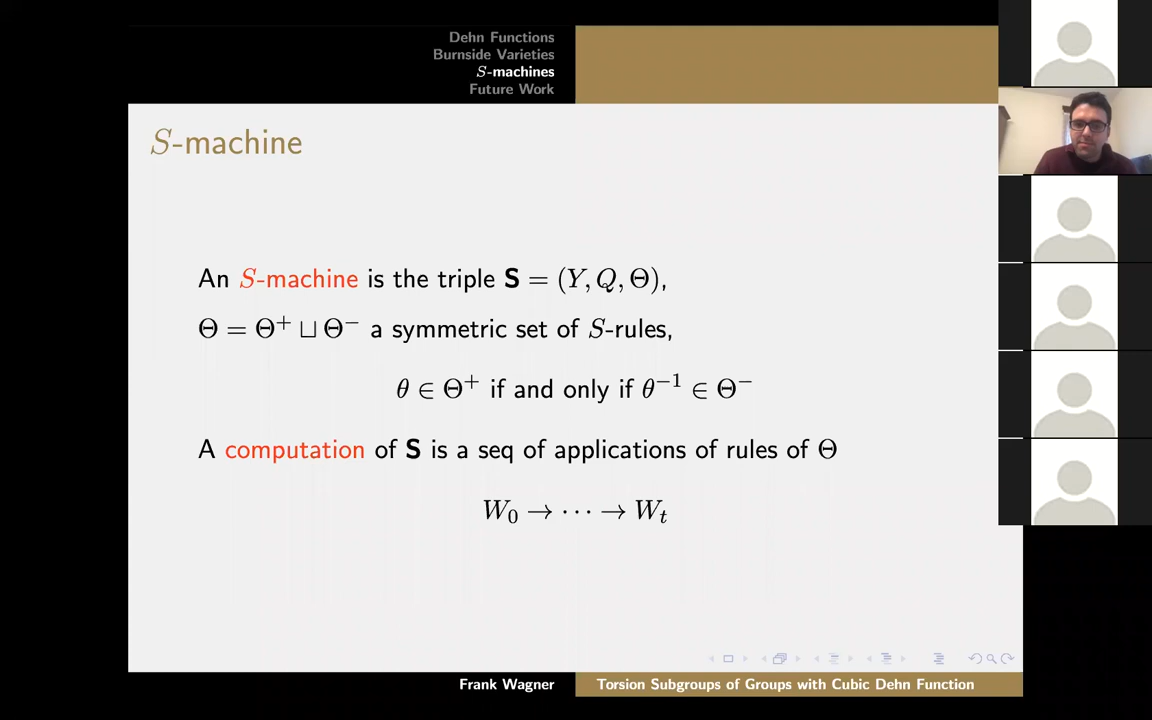 Dehn Functions
Burnside Varieties
S-machines
Future Work
S-machine
An S-machine is the triple S = (Y, Q, Θ),
Θ = Θ⁺ ⊔ Θ⁻ a symmetric set of S-rules,
θ ∈ Θ⁺ if and only if θ⁻¹ ∈ Θ⁻
A computation of S is a seq of applications of rules of Θ
W₀ → ⋯ → Wₜ
Frank Wagner
Torsion Subgroups of Groups with Cubic Dehn Function